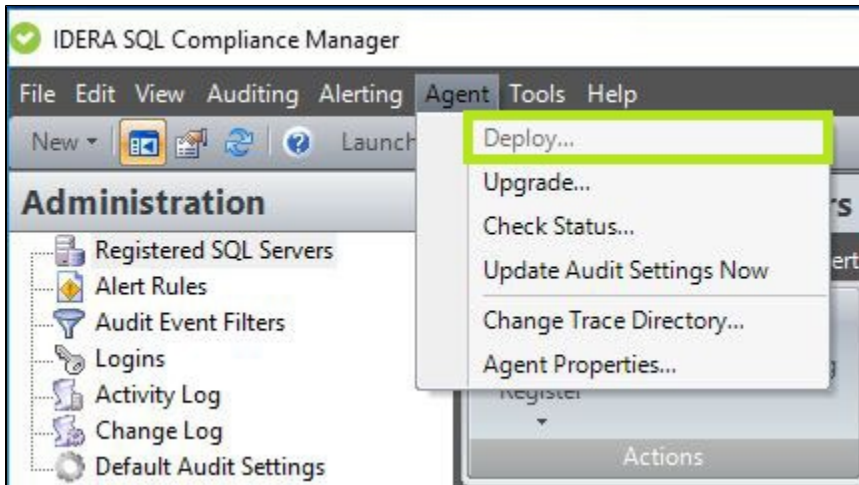 IDERA SQL Compliance Manager
File Edit View Auditing Alerting Agent Tools Help
New Launch
Deploy...
Upgrade...
Check Status...
Update Audit Settings Now
Change Trace Directory...
Agent Properties...
Administration
Registered SQL Servers
Alert Rules
Audit Event Filters
Logins
Activity Log
Change Log
Default Audit Settings
Register
Actions